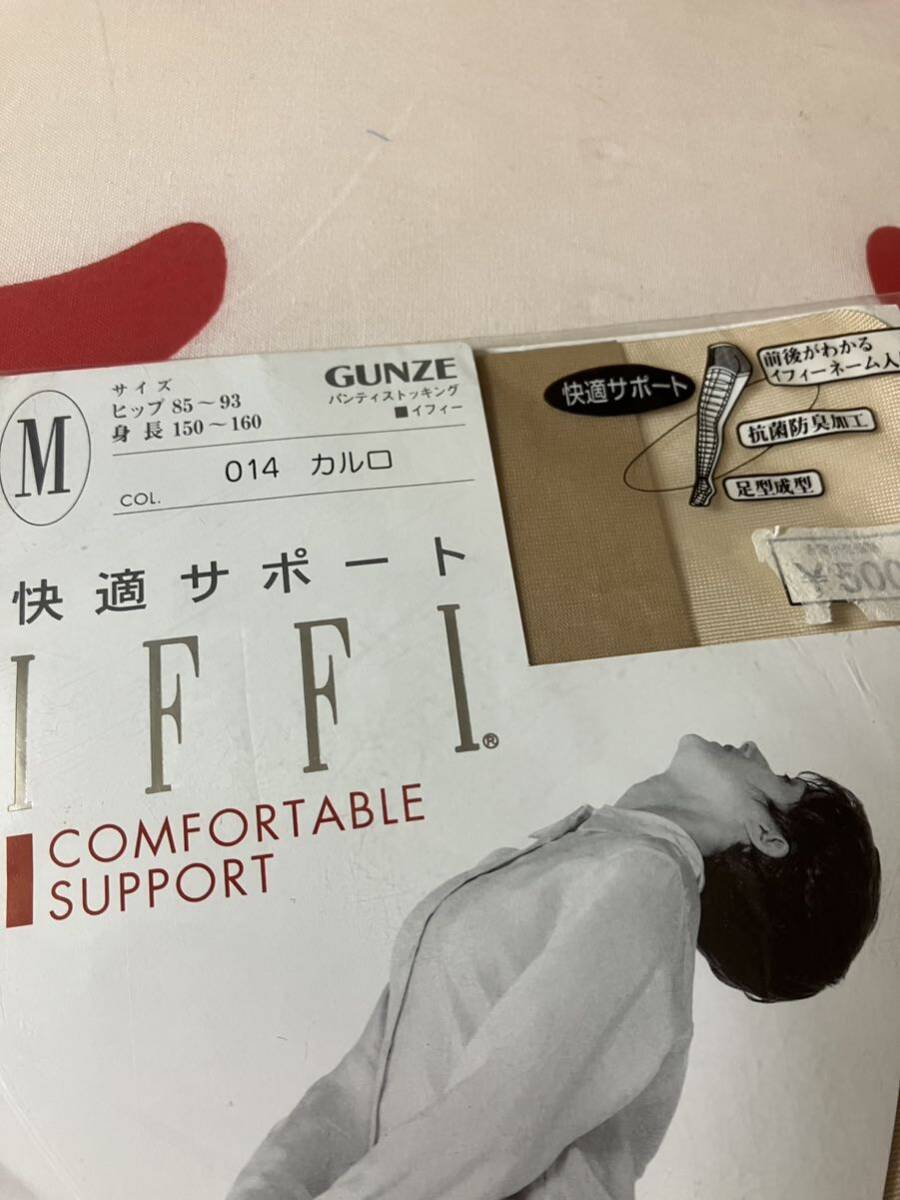 M
サイズ
ヒップ 85～93
身長 150～160
GUNZE
パンティストッキング
■イフィー
COL. 014 カルロ
快適サポート
前後がわかる
イフィーネーム入
抗菌防臭加工
足型成型
¥500
快適サポート
IFFI®
COMFORTABLE
SUPPORT